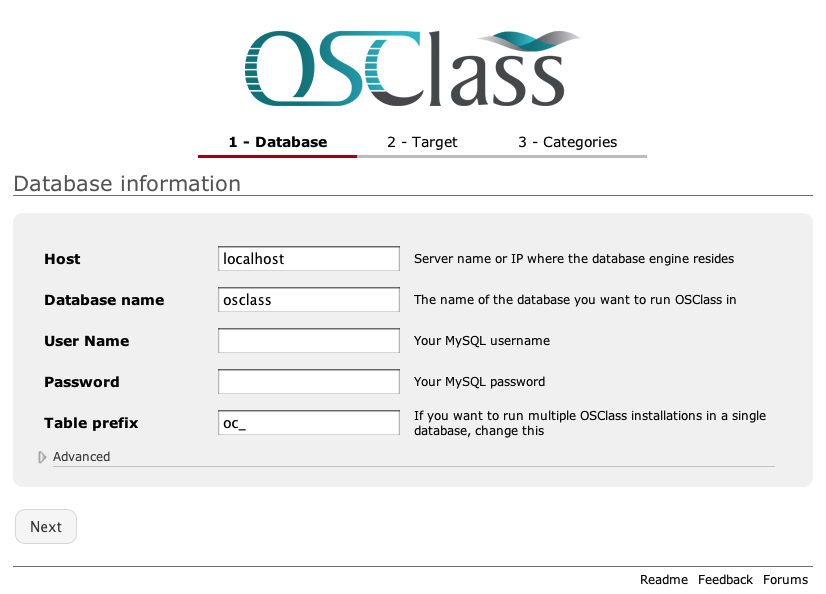 OSClass
1 - Database 2 - Target 3 - Categories
Database information
Host localhost Server name or IP where the database engine resides
Database name osclass The name of the database you want to run OSClass in
User Name Your MySQL username
Password Your MySQL password
Table prefix oc_ If you want to run multiple OSClass installations in a single
database, change this
Advanced
Next
Readme Feedback Forums